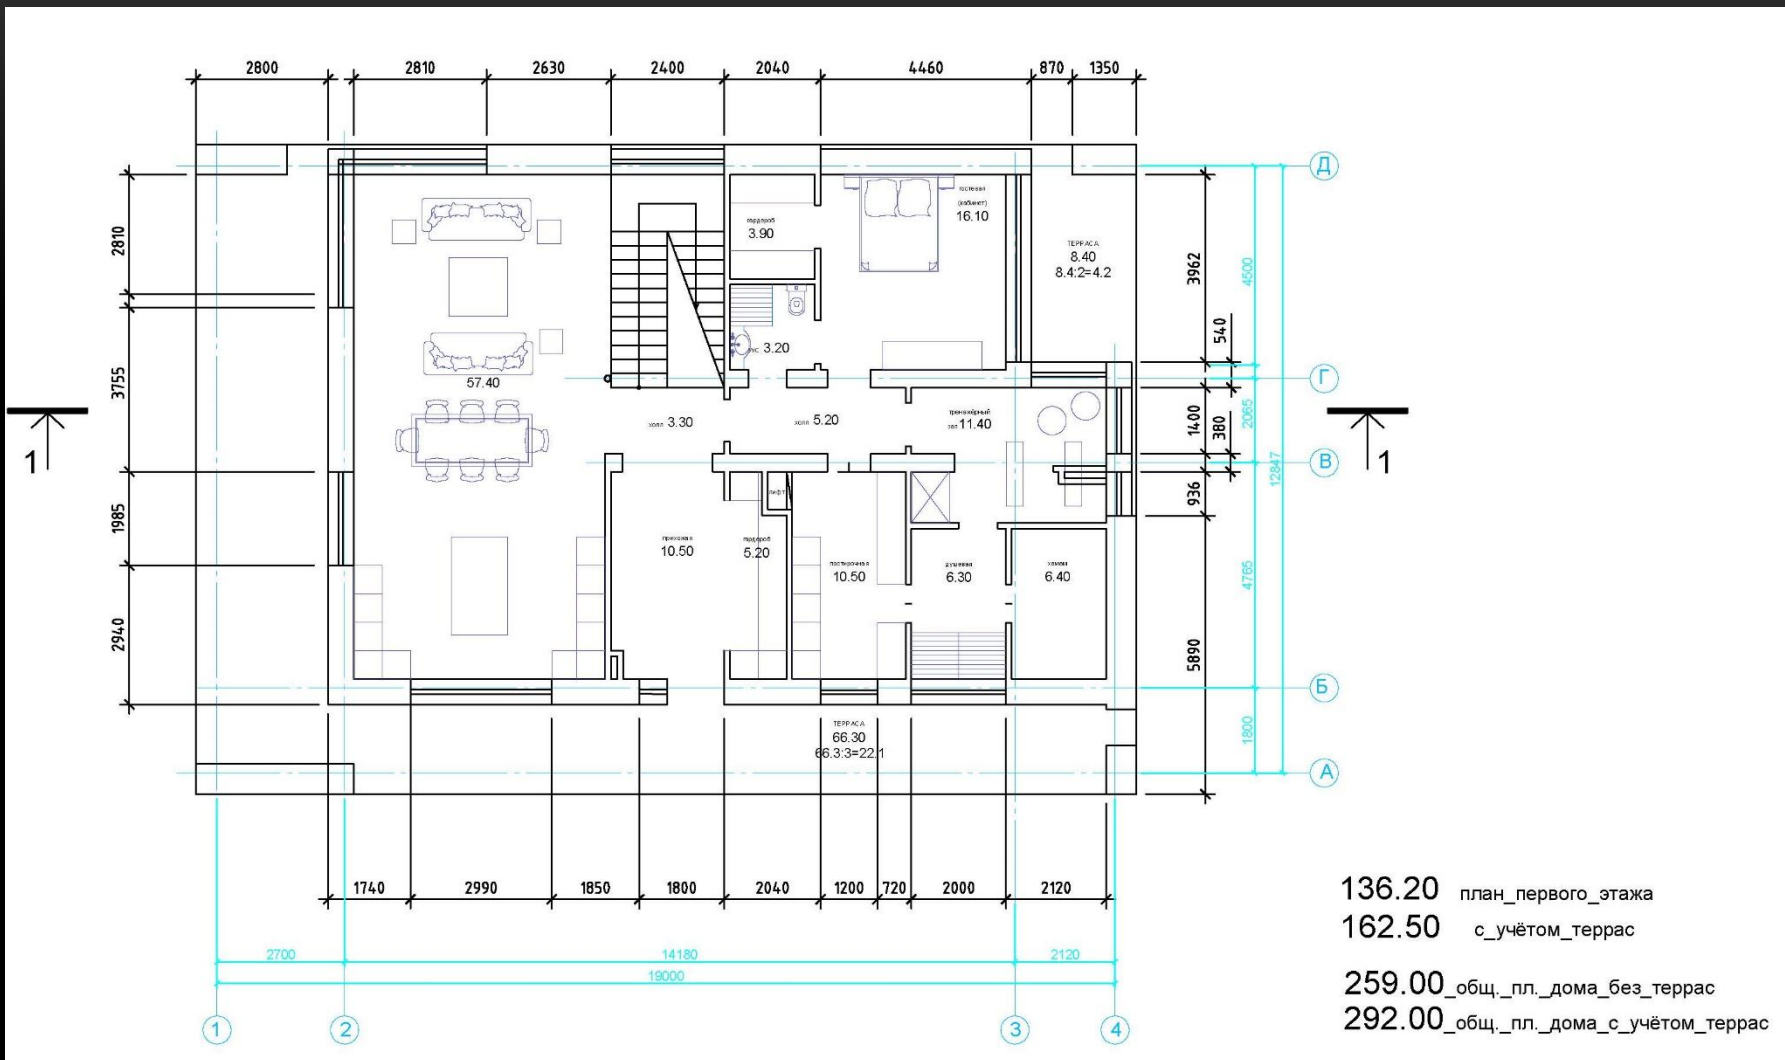 2800
2810
2630
2400
2040
4460
870
1350
Д
2810
гардероб
3.90
гостевая
(кабинет)
16.10
ТЕРРАСА
8.40
8.4:2=4.2
3962
4500
540
3755
57.40
3.20
Г
1
холл 3.30
холл 5.20
тренажёрный
зал 11.40
1400
380
2065
12847
1
В
1985
лифт
936
прихожая
10.50
гардероб
5.20
постирочная
10.50
душевая
6.30
хамам
6.40
4765
2940
5890
Б
ТЕРРАСА
66.30
66.3:3=22.1
1800
А
1740
2990
1850
1800
2040
1200
720
2000
2120
2700
14180
2120
19000
1
2
3
4
136.20 план_первого_этажа
162.50 с_учётом_террас
259.00_общ._пл._дома_без_террас
292.00_общ._пл._дома_с_учётом_террас